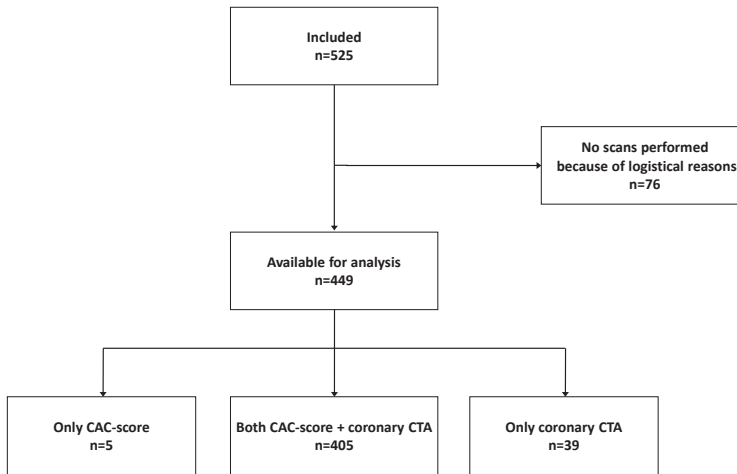 Included
n=525
No scans performed
because of logistical reasons
n=76
Available for analysis
n=449
Only CAC-score
n=5
Both CAC-score + coronary CTA
n=405
Only coronary CTA
n=39